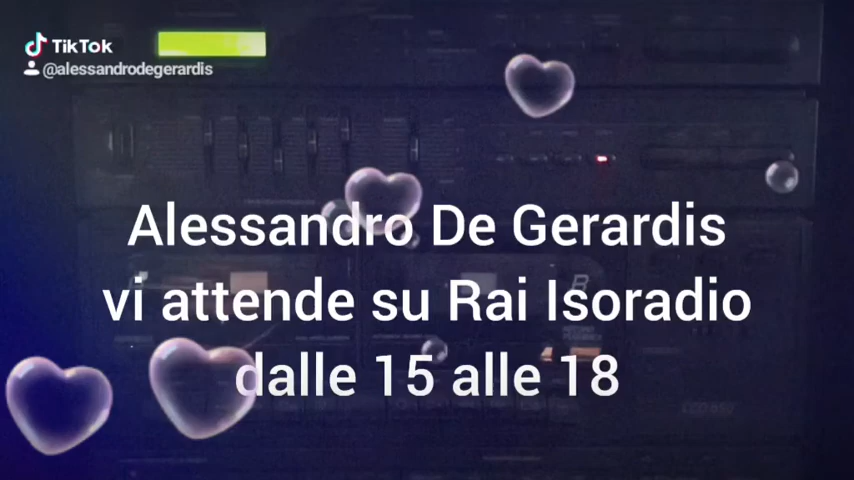 TikTok
@alessandrodegerardis
Alessandro De Gerardis
vi attende su Rai Isoradio
dalle 15 alle 18